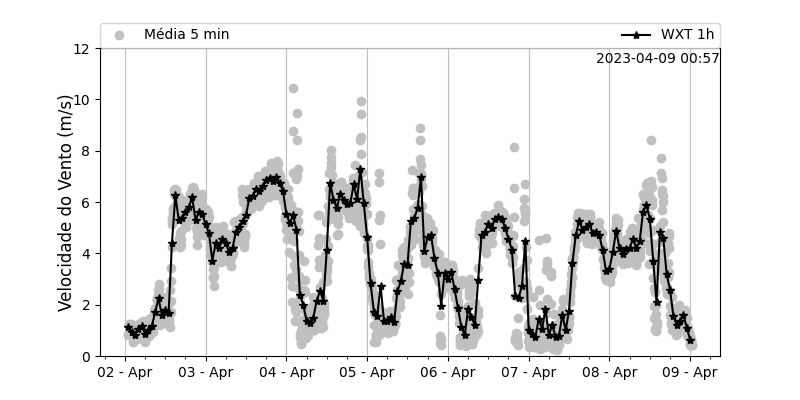 Média 5 min
WXT 1h
2023-04-09 00:57
Velocidade do Vento (m/s)
12
10
8
6
4
2
0
02 - Apr 03 - Apr 04 - Apr 05 - Apr 06 - Apr 07 - Apr 08 - Apr 09 - Apr